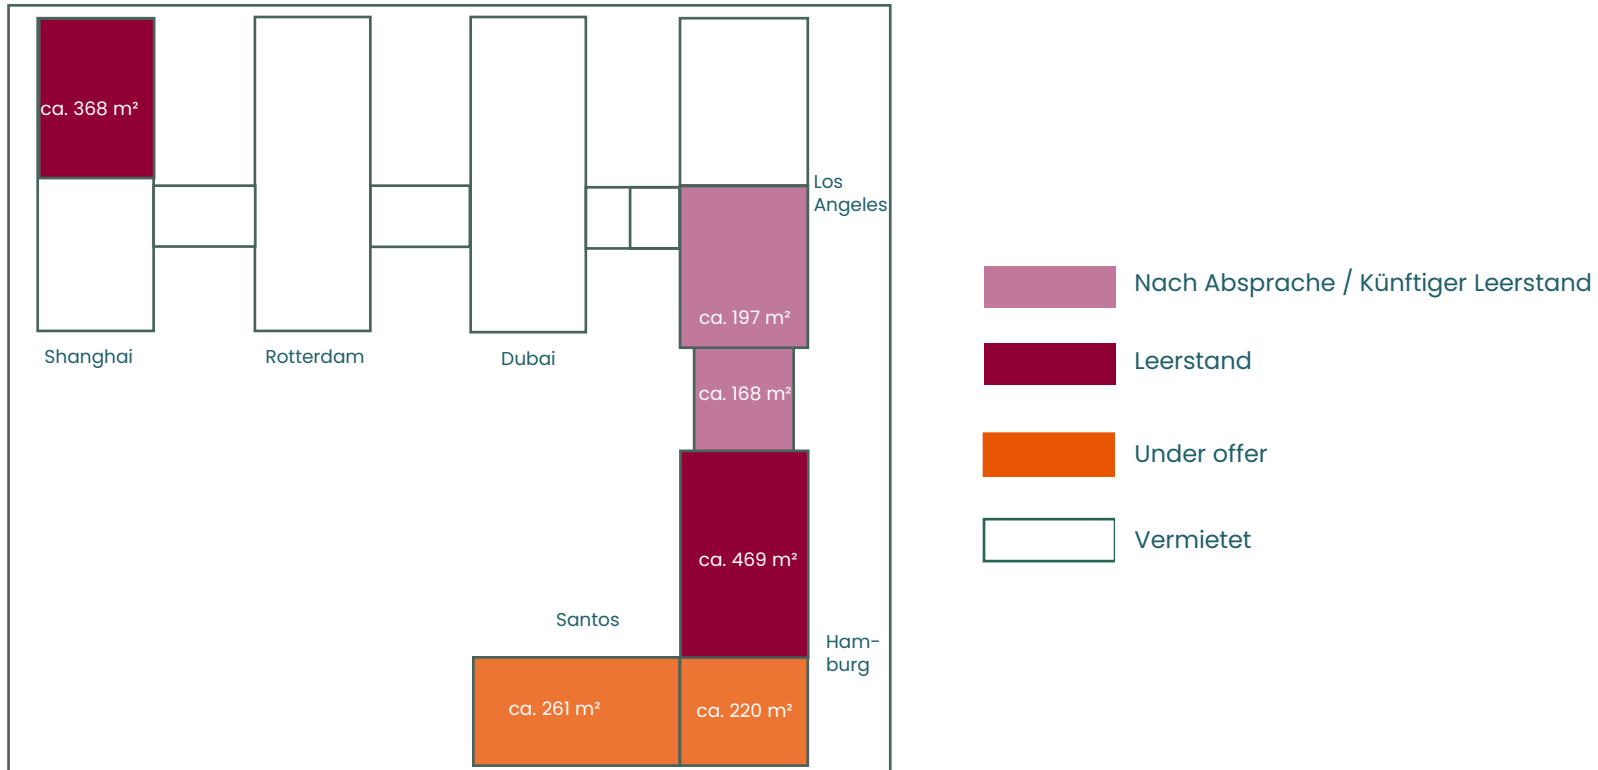 ca. 368 m²
Los
Angeles
ca. 197 m²
Shanghai
Rotterdam
Dubai
ca. 168 m²
ca. 469 m²
Santos
Ham-
burg
ca. 261 m²
ca. 220 m²
Nach Absprache / Künftiger Leerstand
Leerstand
Under offer
Vermietet